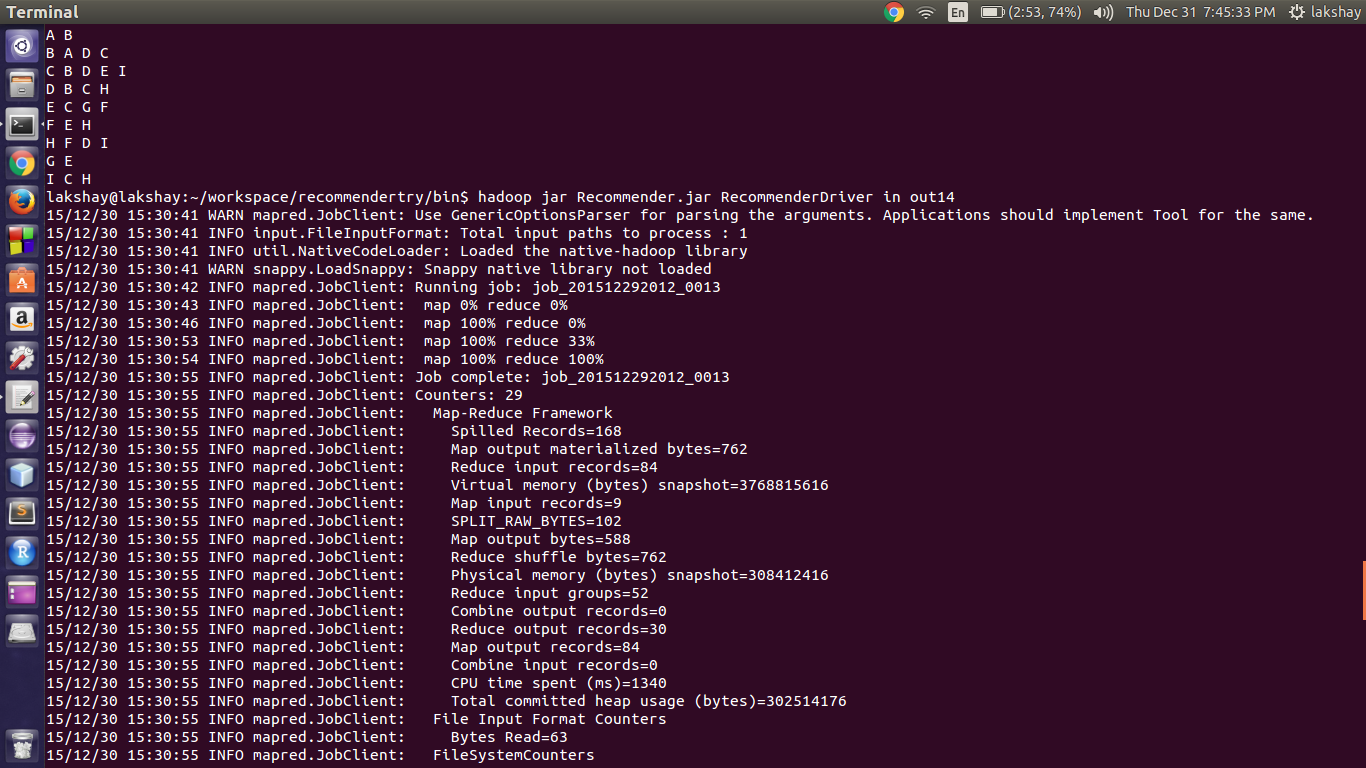 Terminal
En (2:53, 74%) Thu Dec 31 7:45:33 PM lakshay
A B
B A D C
C B D E I
D B C H
E C G F
F E H
H F D I
G E
I C H
lakshay@lakshay:~/workspace/recommendertry/bin$ hadoop jar Recommender.jar RecommenderDriver in out14
15/12/30 15:30:41 WARN mapred.JobClient: Use GenericOptionsParser for parsing the arguments. Applications should implement Tool for the same.
15/12/30 15:30:41 INFO input.FileInputFormat: Total input paths to process : 1
15/12/30 15:30:41 INFO util.NativeCodeLoader: Loaded the native-hadoop library
15/12/30 15:30:41 WARN snappy.LoadSnappy: Snappy native library not loaded
15/12/30 15:30:42 INFO mapred.JobClient: Running job: job_201512292012_0013
15/12/30 15:30:43 INFO mapred.JobClient:  map 0% reduce 0%
15/12/30 15:30:46 INFO mapred.JobClient:  map 100% reduce 0%
15/12/30 15:30:53 INFO mapred.JobClient:  map 100% reduce 33%
15/12/30 15:30:54 INFO mapred.JobClient:  map 100% reduce 100%
15/12/30 15:30:55 INFO mapred.JobClient: Job complete: job_201512292012_0013
15/12/30 15:30:55 INFO mapred.JobClient: Counters: 29
15/12/30 15:30:55 INFO mapred.JobClient:   Map-Reduce Framework
15/12/30 15:30:55 INFO mapred.JobClient:     Spilled Records=168
15/12/30 15:30:55 INFO mapred.JobClient:     Map output materialized bytes=762
15/12/30 15:30:55 INFO mapred.JobClient:     Reduce input records=84
15/12/30 15:30:55 INFO mapred.JobClient:     Virtual memory (bytes) snapshot=3768815616
15/12/30 15:30:55 INFO mapred.JobClient:     Map input records=9
15/12/30 15:30:55 INFO mapred.JobClient:     SPLIT_RAW_BYTES=102
15/12/30 15:30:55 INFO mapred.JobClient:     Map output bytes=588
15/12/30 15:30:55 INFO mapred.JobClient:     Reduce shuffle bytes=762
15/12/30 15:30:55 INFO mapred.JobClient:     Physical memory (bytes) snapshot=308412416
15/12/30 15:30:55 INFO mapred.JobClient:     Reduce input groups=52
15/12/30 15:30:55 INFO mapred.JobClient:     Combine output records=0
15/12/30 15:30:55 INFO mapred.JobClient:     Reduce output records=30
15/12/30 15:30:55 INFO mapred.JobClient:     Map output records=84
15/12/30 15:30:55 INFO mapred.JobClient:     Combine input records=0
15/12/30 15:30:55 INFO mapred.JobClient:     CPU time spent (ms)=1340
15/12/30 15:30:55 INFO mapred.JobClient:     Total committed heap usage (bytes)=302514176
15/12/30 15:30:55 INFO mapred.JobClient:   File Input Format Counters
15/12/30 15:30:55 INFO mapred.JobClient:     Bytes Read=63
15/12/30 15:30:55 INFO mapred.JobClient:   FileSystemCounters